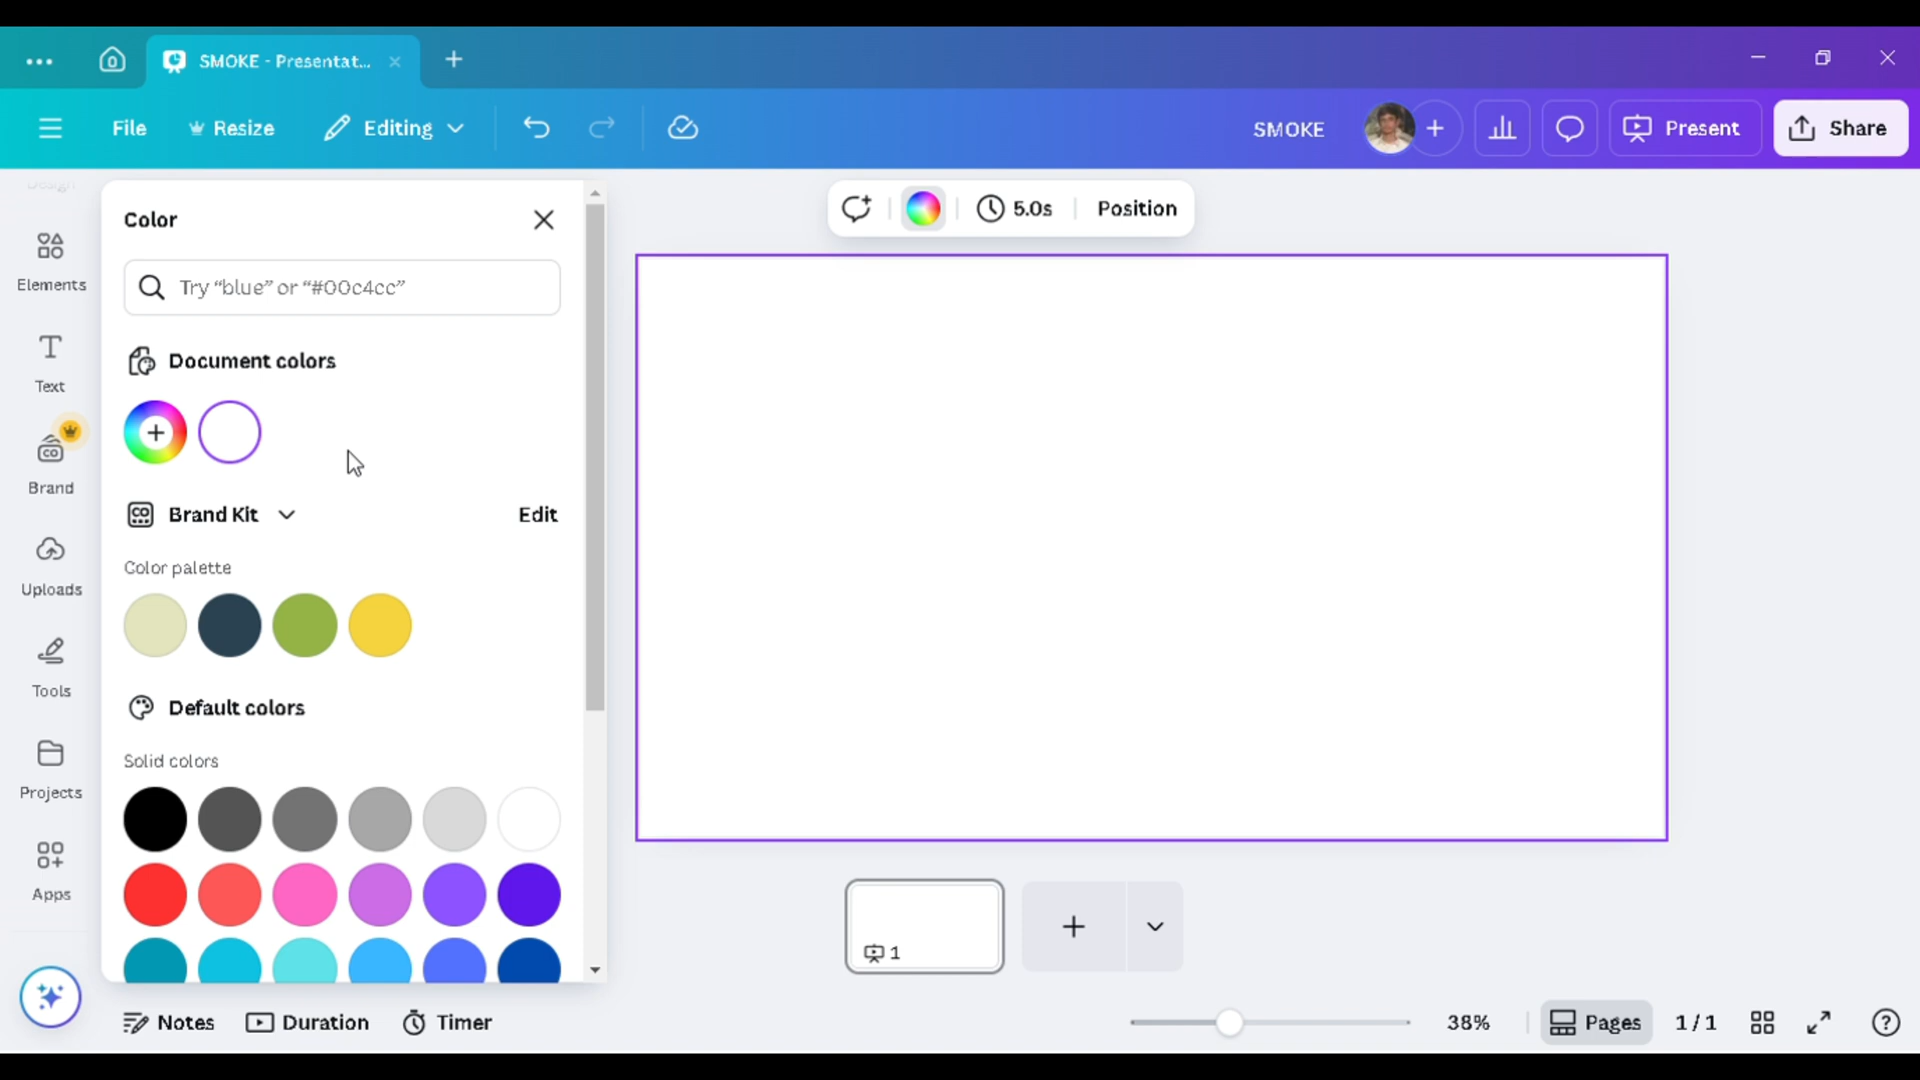 SMOKE - Presentat...
File
Resize
Editing
SMOKE
Present
Share
Design
Elements
Text
Brand
Uploads
Tools
Projects
Apps
Color
Try “blue” or “#00c4cc”
Document colors
Brand Kit
Edit
Color palette
Default colors
Solid colors
5.0s
Position
1
Notes
Duration
Timer
38%
Pages
1 / 1